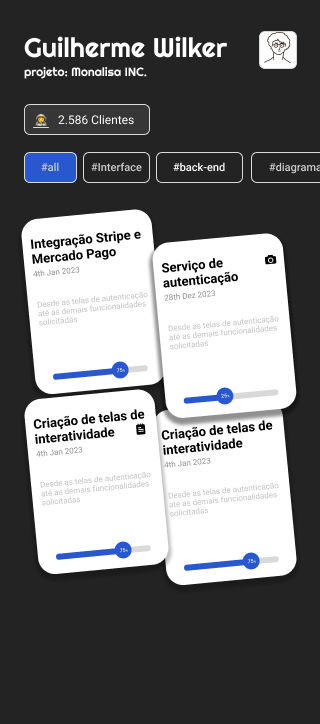 Guilherme Wilker
projeto: Monalisa INC.
2.586 Clientes
#all
#Interface
#back-end
#diagrama
Integração Stripe e
Mercado Pago
4th Jan 2023
Desde as telas de autenticação
até as demais funcionalidades
solicitadas
75%
Serviço de
autenticação
28th Dez 2023
Desde as telas de autenticação
até as demais funcionalidades
solicitadas
25%
Criação de telas de
interatividade
4th Jan 2023
Desde as telas de autenticação
até as demais funcionalidades
solicitadas
75%
Criação de telas de
interatividade
4th Jan 2023
Desde as telas de autenticação
até as demais funcionalidades
solicitadas
75%